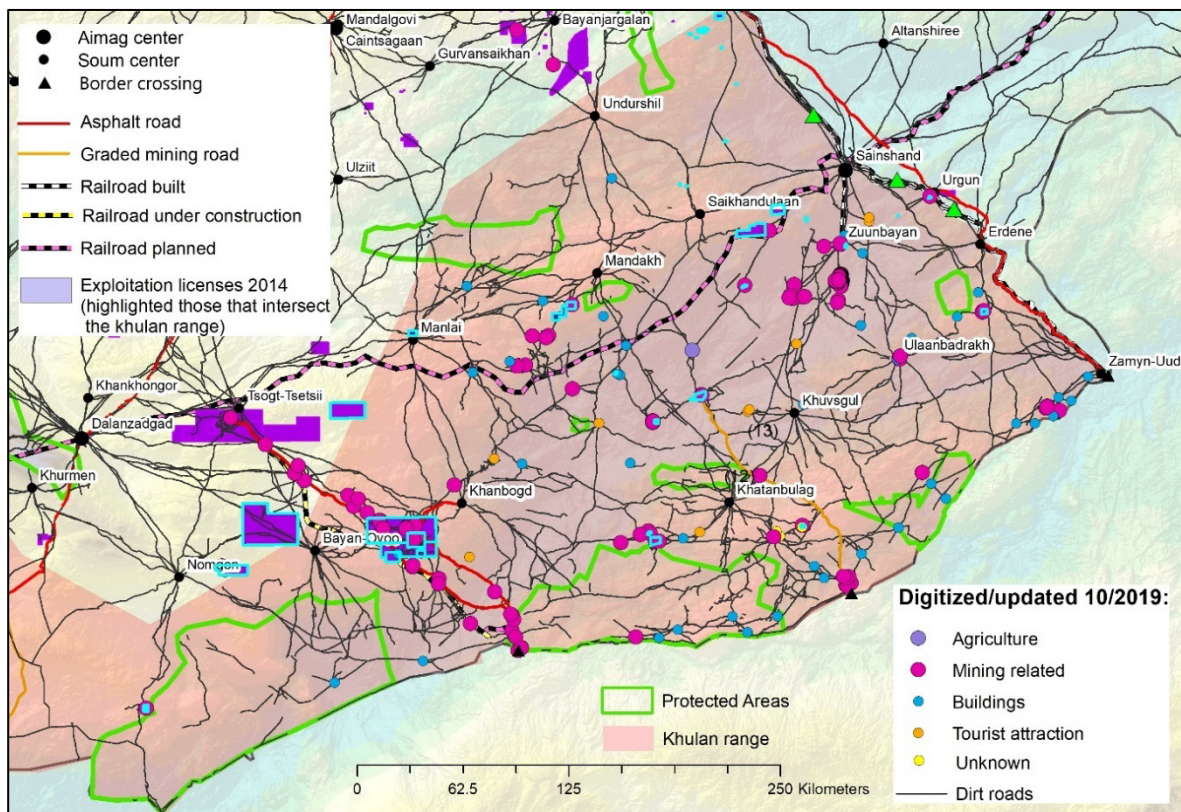 Aimag center
Soum center
Border crossing
Asphalt road
Graded mining road
Railroad built
Railroad under construction
Railroad planned
Exploitation licenses 2014
(highlighted those that intersect
the khulan range)
Mandalgovi
Caintsagaan
Bayanjargalan
Gurvansaikhan
Altanshiree
Undurshil
Ulziit
Sainshand
Urgun
Saikhandulaan
Zuunbayan
Erdene
Mandakh
Manlai
Ulaanbadrakh
Zamyn-Uud
Khankhongor
Tsogt-Tsetsii
Dalanzadgad
Khuvsgul
(13)
Khurmen
Khanbogd
(12)
Khatanbulag
Bayan-Ovoo
Nomgon
Digitized/updated 10/2019:
Agriculture
Mining related
Buildings
Tourist attraction
Unknown
Dirt roads
Protected Areas
Khulan range
0 62.5 125 250 Kilometers